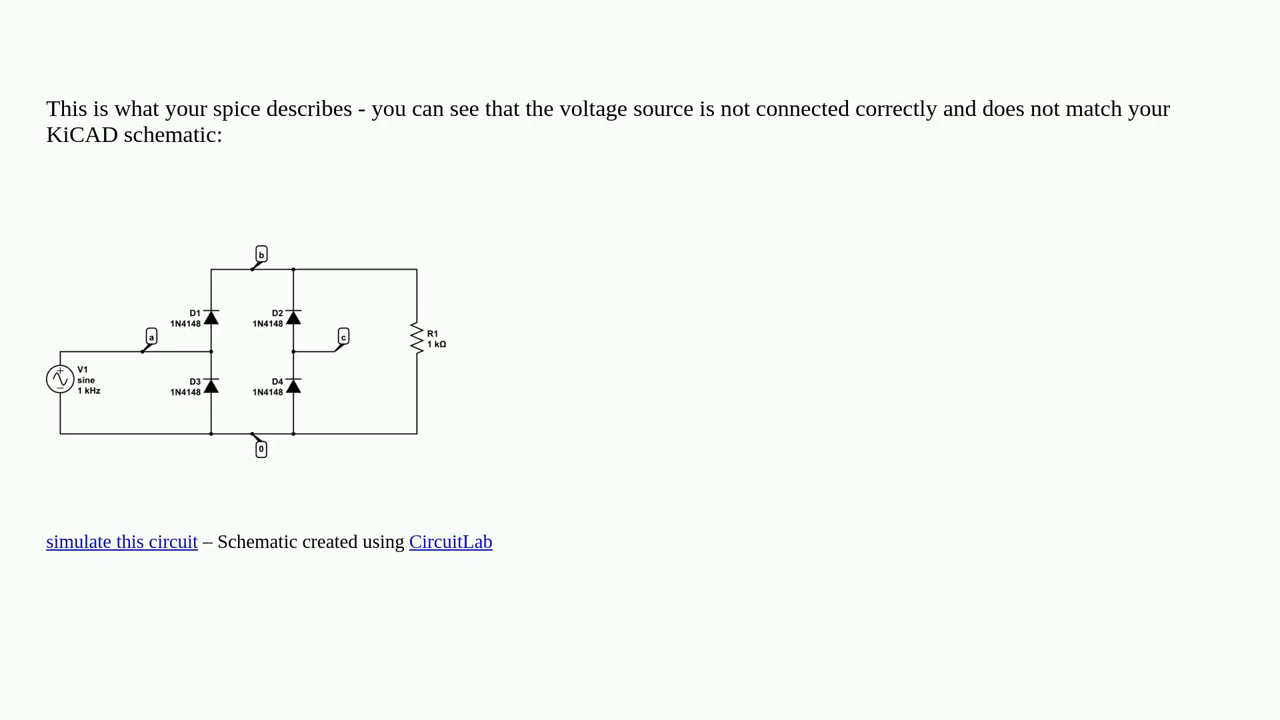 This is what your spice describes - you can see that the voltage source is not connected correctly and does not match your
KiCAD schematic:
b
D1
1N4148
D2
1N4148
a
c
R1
1 kΩ
V1
sine
1 kHz
D3
1N4148
D4
1N4148
0
simulate this circuit – Schematic created using CircuitLab